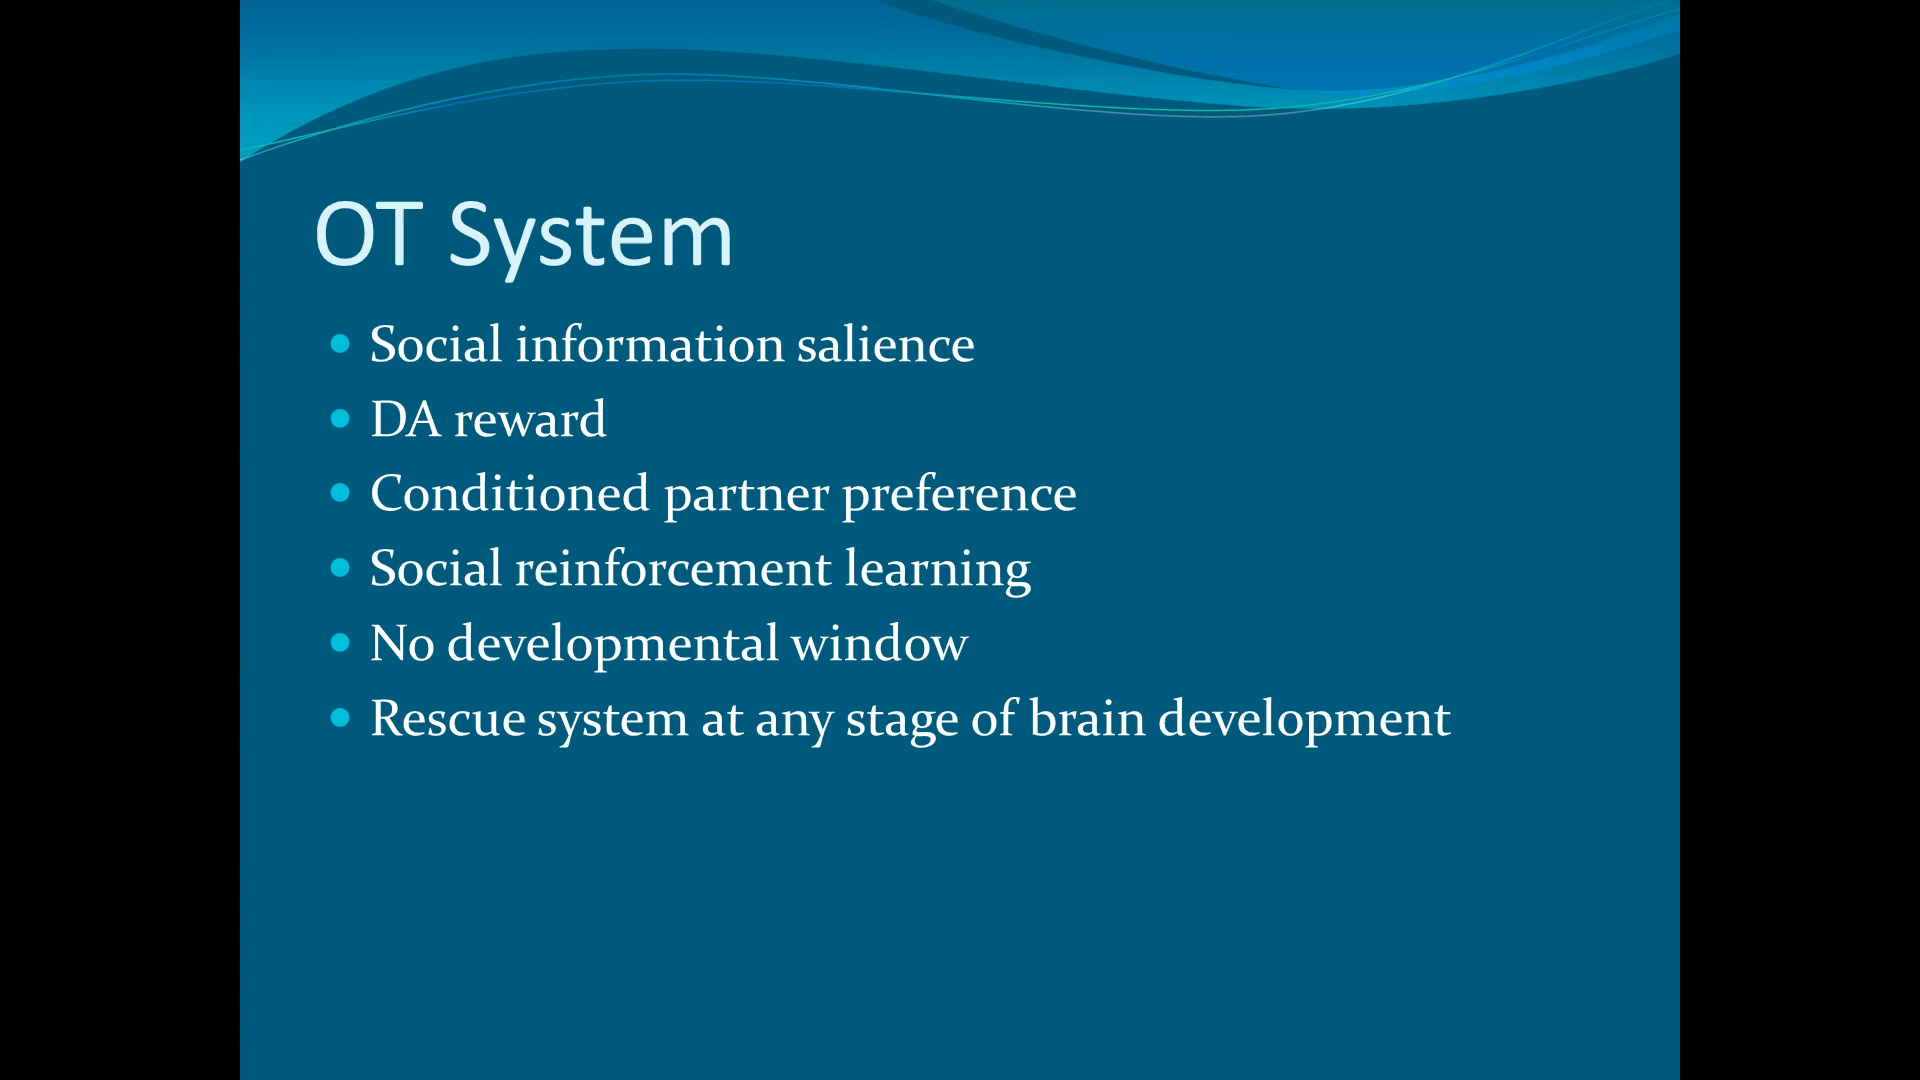 OT System
Social information salience
DA reward
Conditioned partner preference
Social reinforcement learning
No developmental window
Rescue system at any stage of brain development